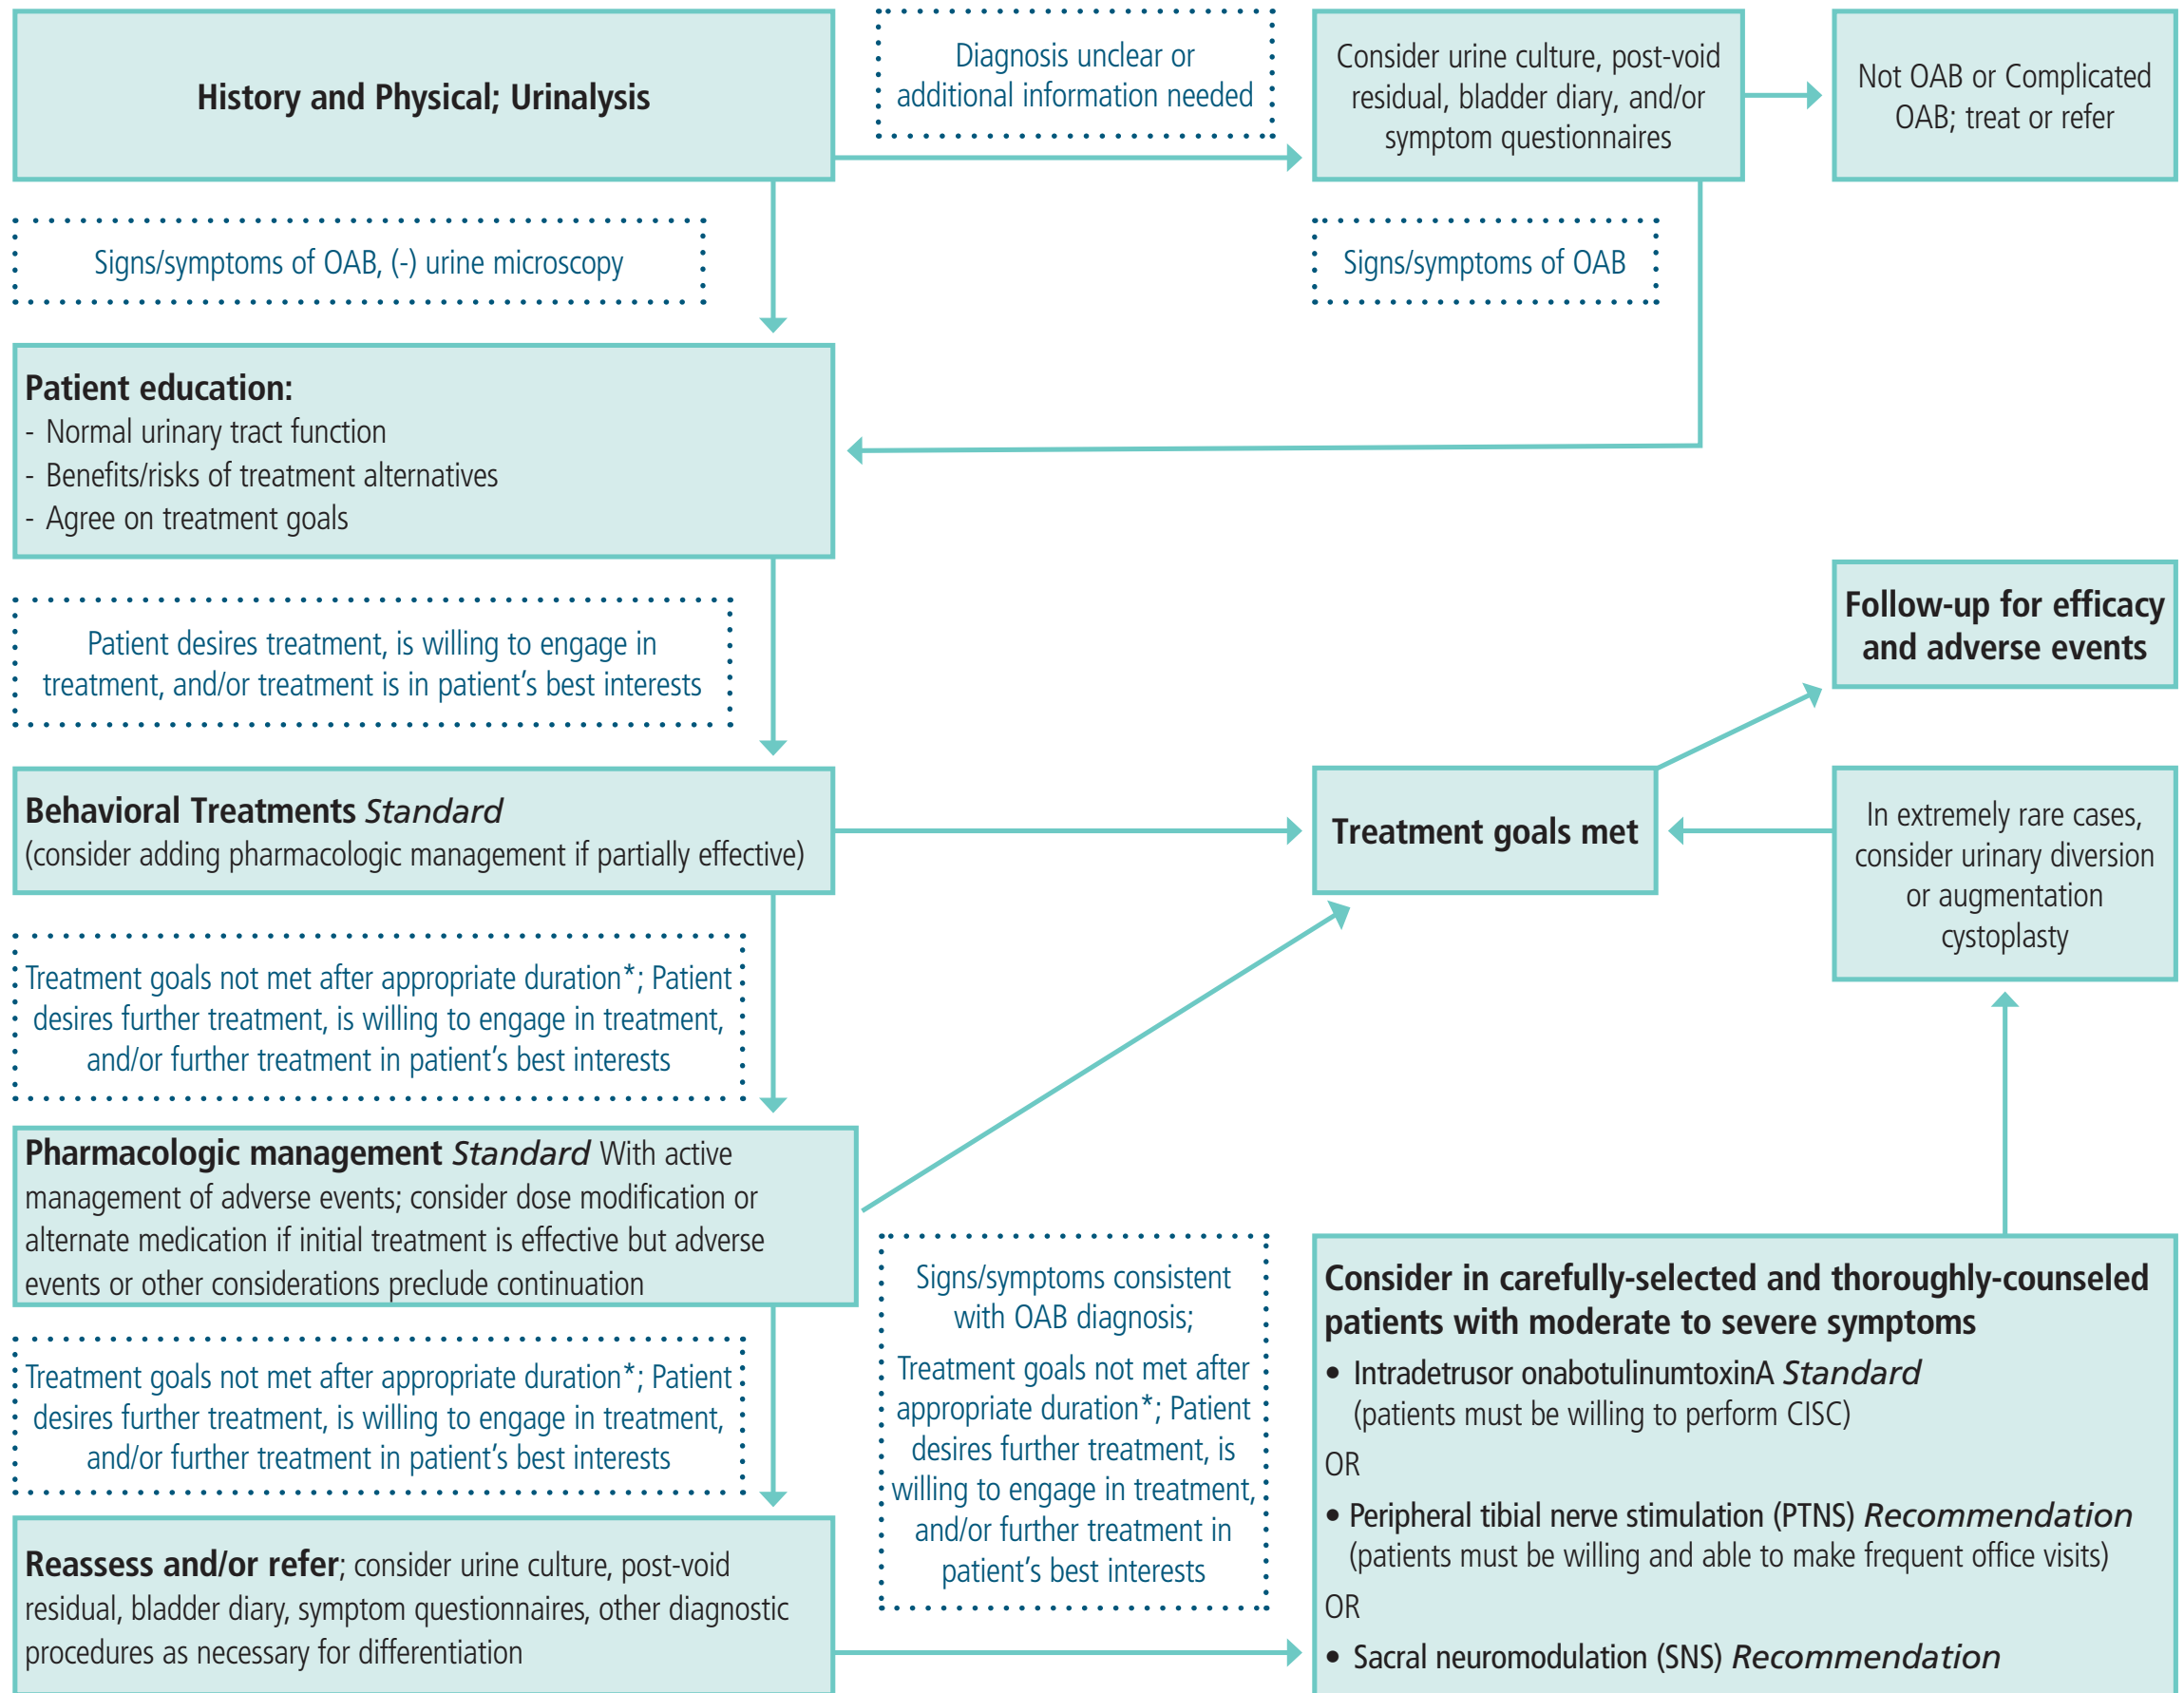 History and Physical; Urinalysis
Diagnosis unclear or
additional information needed
Consider urine culture, post-void
residual, bladder diary, and/or
symptom questionnaires
Not OAB or Complicated
OAB; treat or refer
Signs/symptoms of OAB, (-) urine microscopy
Signs/symptoms of OAB
Patient education:
- Normal urinary tract function
- Benefits/risks of treatment alternatives
- Agree on treatment goals
Follow-up for efficacy
and adverse events
Patient desires treatment, is willing to engage in
treatment, and/or treatment is in patient’s best interests
Behavioral Treatments Standard
(consider adding pharmacologic management if partially effective)
Treatment goals met
In extremely rare cases,
consider urinary diversion
or augmentation
cystoplasty
Treatment goals not met after appropriate duration*; Patient
desires further treatment, is willing to engage in treatment,
and/or further treatment in patient’s best interests
Pharmacologic management Standard With active
management of adverse events; consider dose modification or
alternate medication if initial treatment is effective but adverse
events or other considerations preclude continuation
Treatment goals not met after appropriate duration*; Patient
desires further treatment, is willing to engage in treatment,
and/or further treatment in patient’s best interests
Reassess and/or refer; consider urine culture, post-void
residual, bladder diary, symptom questionnaires, other diagnostic
procedures as necessary for differentiation
Signs/symptoms consistent
with OAB diagnosis;
Treatment goals not met after
appropriate duration*; Patient
desires further treatment, is
willing to engage in treatment,
and/or further treatment in
patient’s best interests
Consider in carefully-selected and thoroughly-counseled
patients with moderate to severe symptoms
• Intradetrusor onabotulinumtoxinA Standard
(patients must be willing to perform CISC)
OR
• Peripheral tibial nerve stimulation (PTNS) Recommendation
(patients must be willing and able to make frequent office visits)
OR
• Sacral neuromodulation (SNS) Recommendation